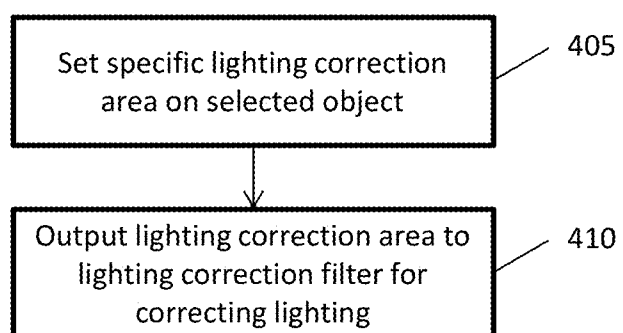 Set specific lighting correction
area on selected object
405
Output lighting correction area to
lighting correction filter for
correcting lighting
410